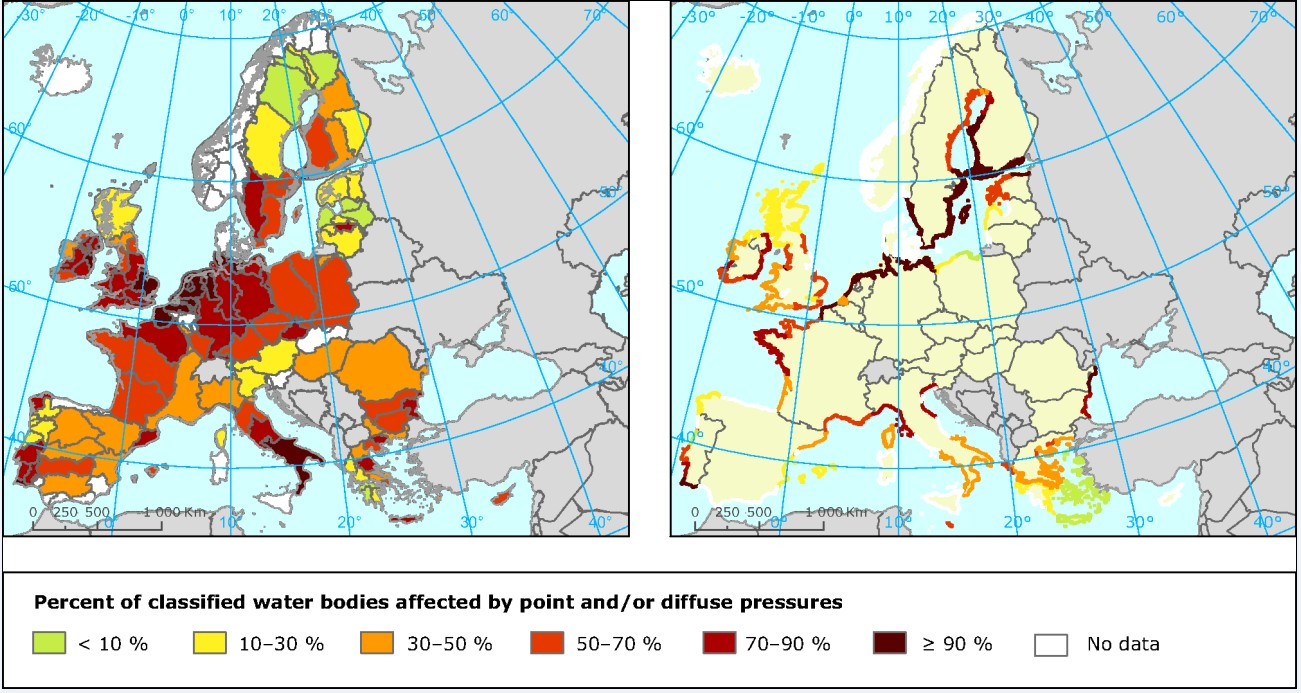 -30° -20° -10° 0° 10° 20° 30° 40° 50° 60° 70°
60°
50°
50°
40°
40°
0 250 500 1 000 Km
0° 10° 20° 30° 40°
-30° -20° -10° 0° 10° 20° 30° 40° 50° 60° 70°
60°
50°
50°
40°
40°
0 250 500 1 000 Km
0° 10° 20° 30° 40°
Percent of classified water bodies affected by point and/or diffuse pressures
< 10 % 10–30 % 30–50 % 50–70 % 70–90 % ≥ 90 % No data